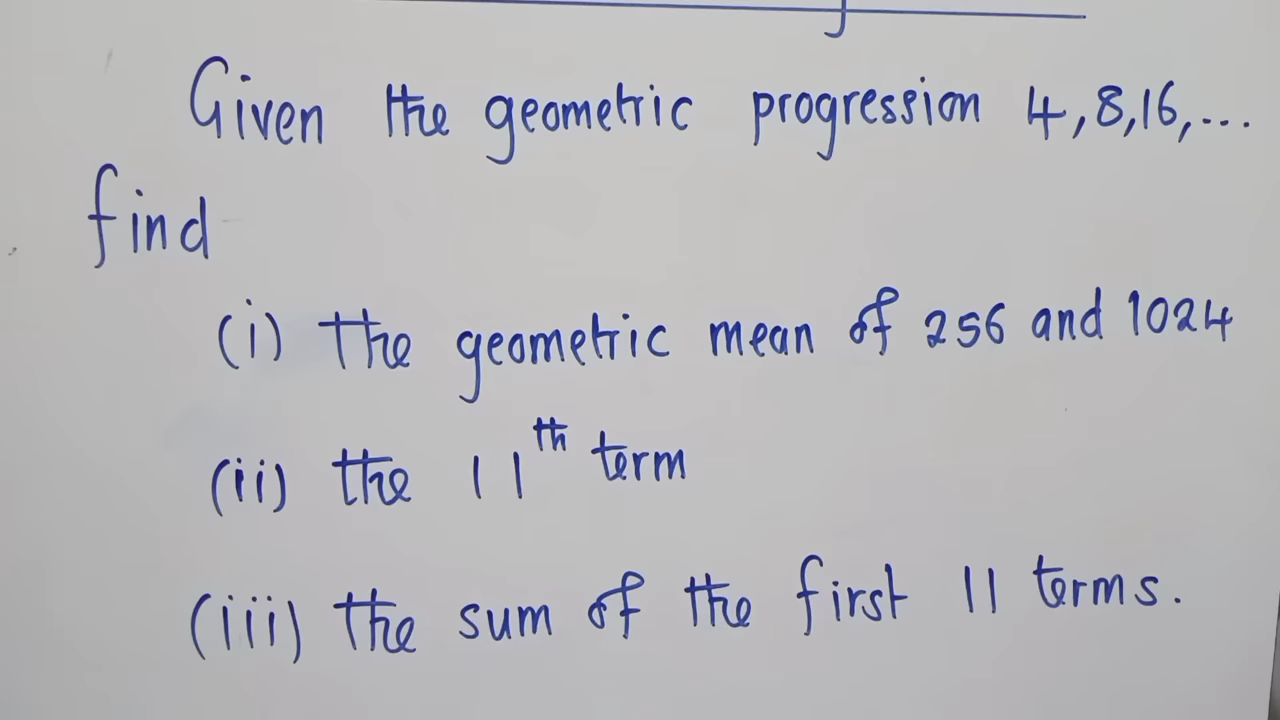 Given the geometric progression 4,8,16,...
find
(i) the geometric mean of 256 and 1024
(ii) the 11th term
(iii) the sum of the first 11 terms.